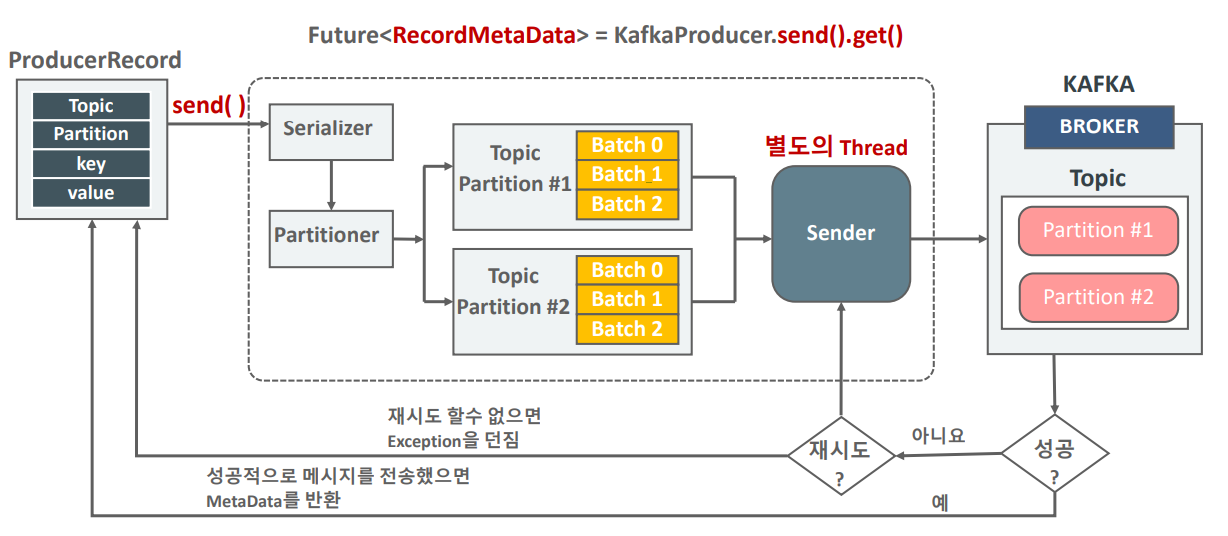 Future<RecordMetaData> = KafkaProducer.send().get()
ProducerRecord
Topic
Partition
key
value
send( )
Serializer
Partitioner
Topic
Partition #1
Batch 0
Batch 1
Batch 2
Topic
Partition #2
Batch 0
Batch 1
Batch 2
별도의 Thread
Sender
KAFKA
BROKER
Topic
Partition #1
Partition #2
성공
?
아니요
재시도
?
예
재시도 할수 없으면
Exception을 던짐
성공적으로 메시지를 전송했으면
MetaData를 반환